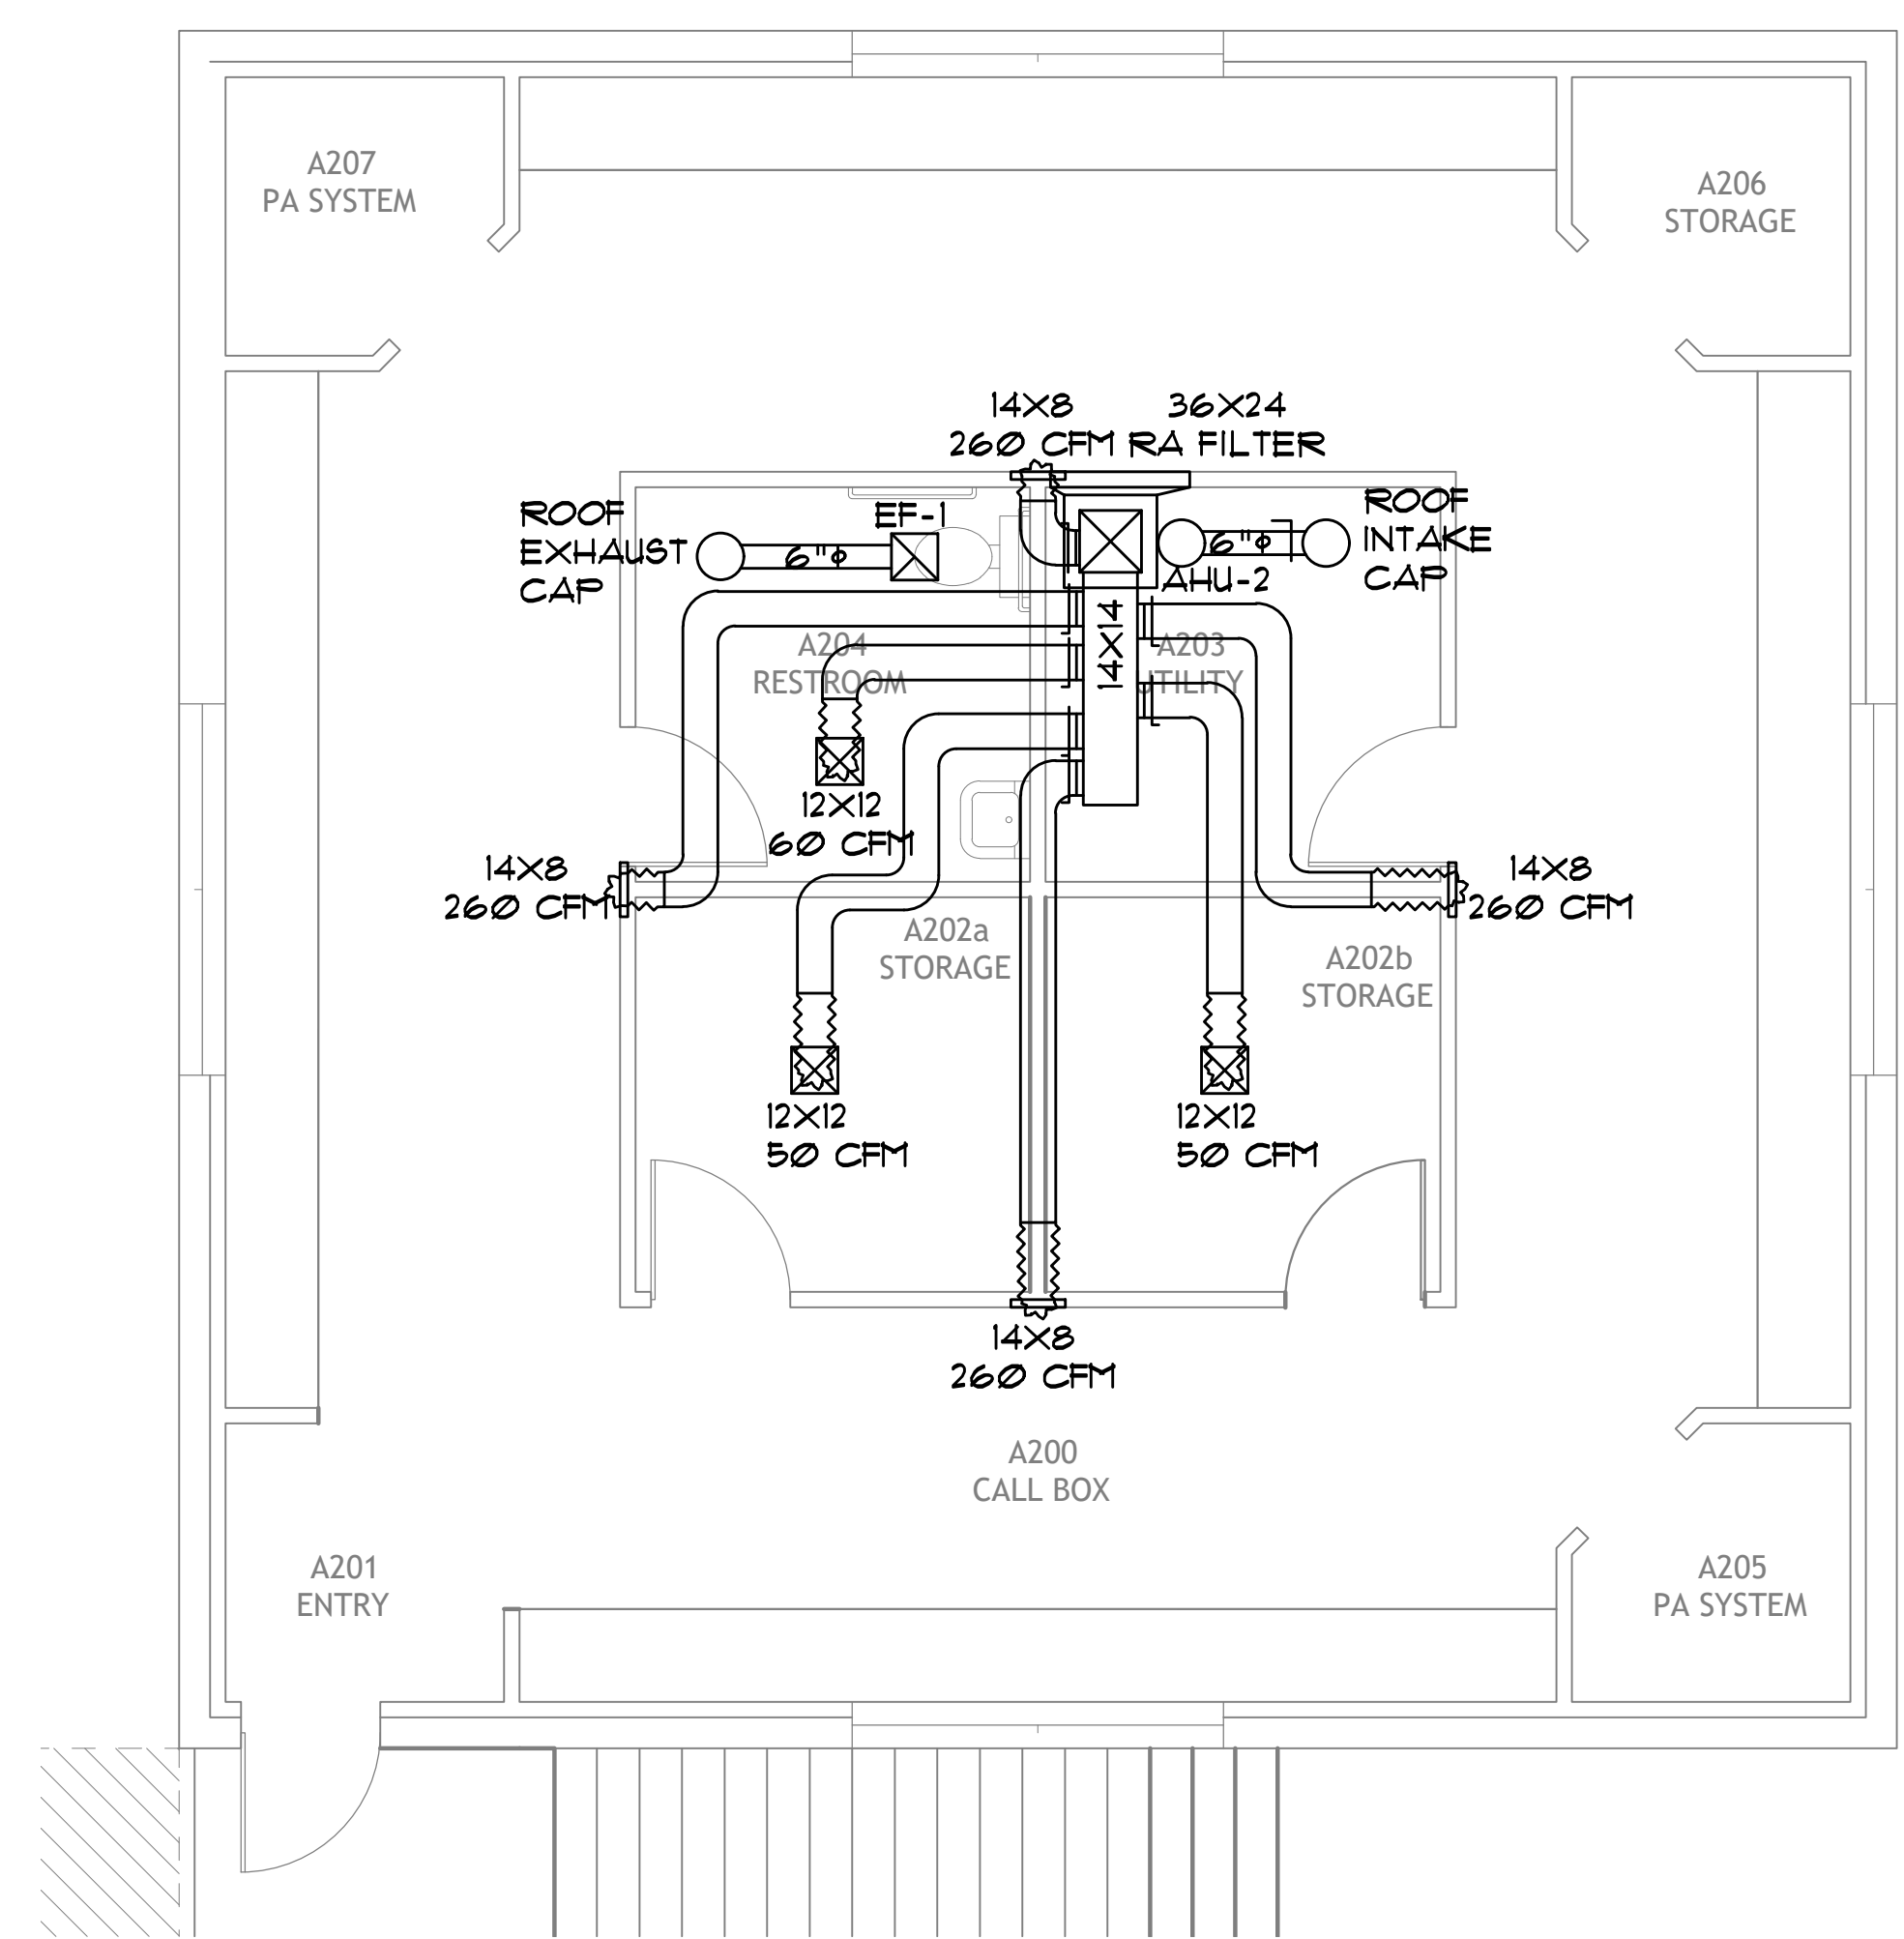 A207
PA SYSTEM
A206
STORAGE
14X8
260 CFM
36X24
RA FILTER
ROOF
EXHAUST
CAP
6"ø
EF-1
6"ø
AHU-2
ROOF
INTAKE
CAP
14X14
A204
RESTROOM
A203
UTILITY
12X12
60 CFM
14X8
260 CFM
14X8
260 CFM
A202a
STORAGE
A202b
STORAGE
12X12
50 CFM
12X12
50 CFM
14X8
260 CFM
A200
CALL BOX
A201
ENTRY
A205
PA SYSTEM